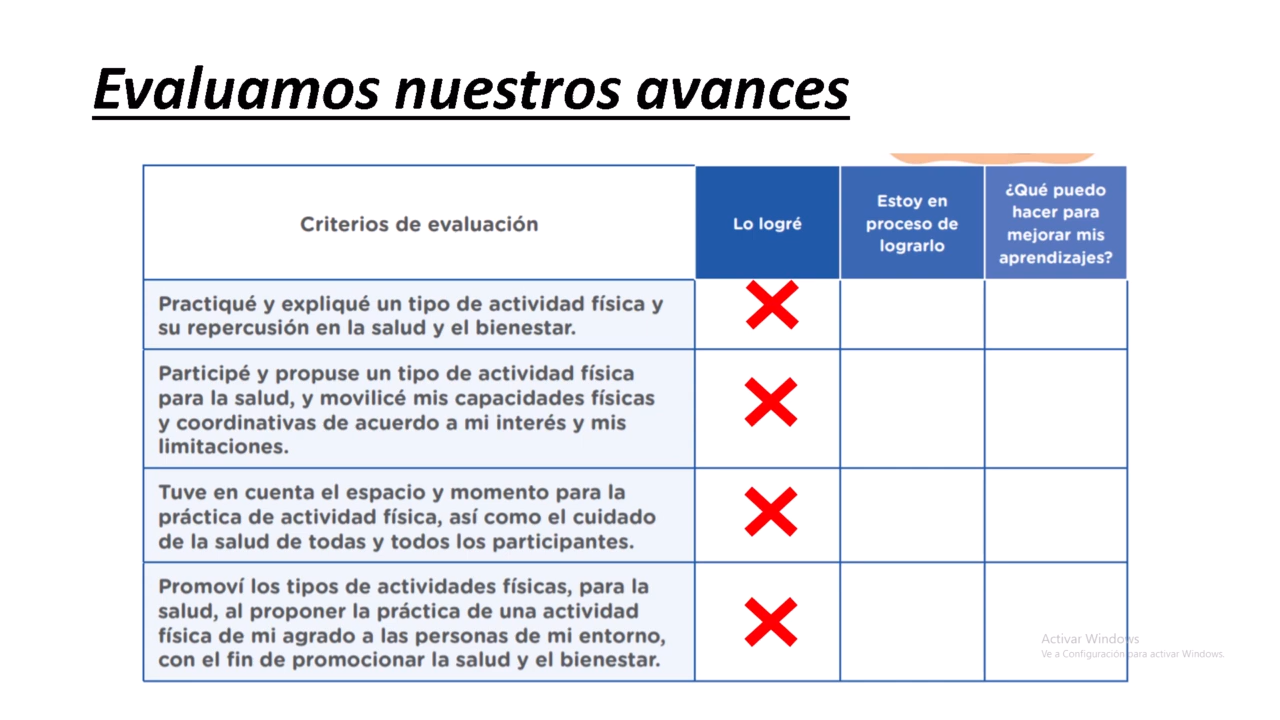 Evaluamos nuestros avances
Criterios de evaluación
Lo logré
Estoy en
proceso de
lograrlo
¿Qué puedo
hacer para
mejorar mis
aprendizajes?
Practiqué y expliqué un tipo de actividad física y
su repercusión en la salud y el bienestar.
Participé y propuse un tipo de actividad física
para la salud, y movilicé mis capacidades físicas
y coordinativas de acuerdo a mi interés y mis
limitaciones.
Tuve en cuenta el espacio y momento para la
práctica de actividad física, así como el cuidado
de la salud de todas y todos los participantes.
Promoví los tipos de actividades físicas, para la
salud, al proponer la práctica de una actividad
física de mi agrado a las personas de mi entorno,
con el fin de promocionar la salud y el bienestar.
Activar Windows
Ve a Configuración para activar Windows.